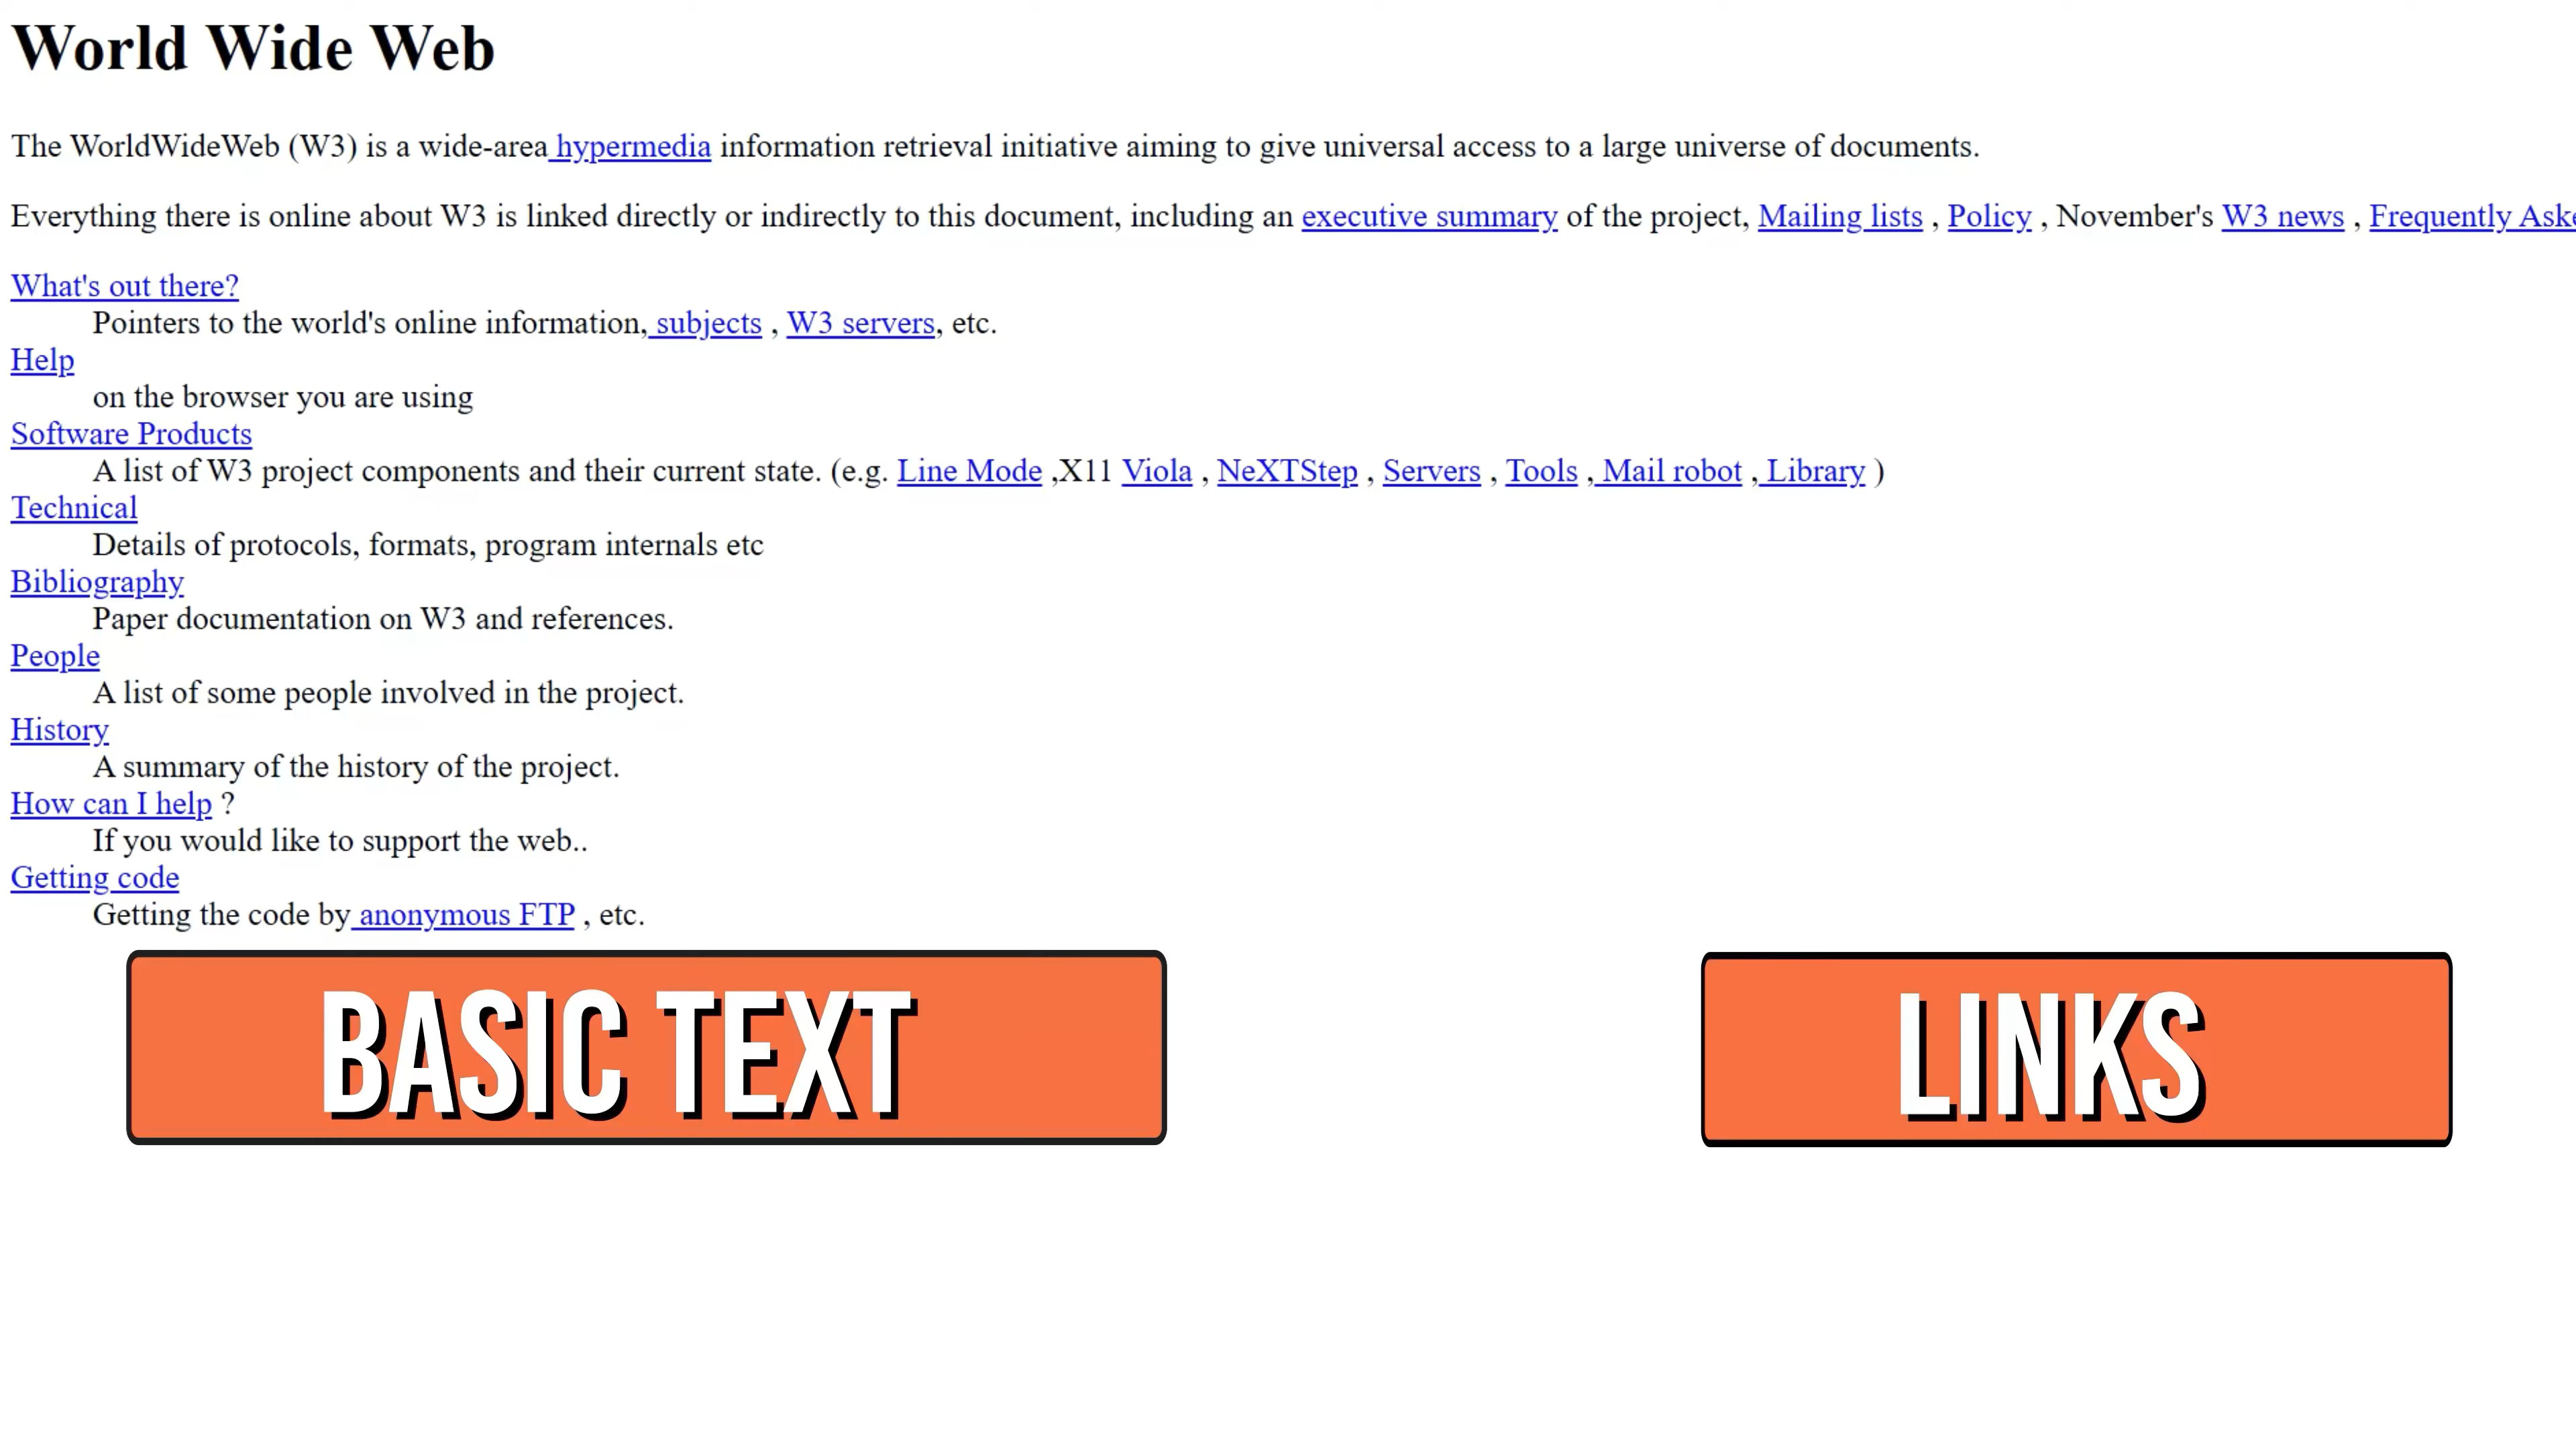 World Wide Web
The WorldWideWeb (W3) is a wide-area hypermedia information retrieval initiative aiming to give universal access to a large universe of documents.
Everything there is online about W3 is linked directly or indirectly to this document, including an executive summary of the project, Mailing lists , Policy , November's W3 news , Frequently
What's out there?
Pointers to the world's online information, subjects , W3 servers, etc.
Help
on the browser you are using
Software Products
A list of W3 project components and their current state. (e.g. Line Mode ,X11 Viola , NeXTStep , Servers , Tools , Mail robot , Library )
Technical
Details of protocols, formats, program internals etc
Bibliography
Paper documentation on W3 and references.
People
A list of some people involved in the project.
History
A summary of the history of the project.
How can I help ?
If you would like to support the web..
Getting code
Getting the code by anonymous FTP , etc.
BASIC TEXT
LINKS